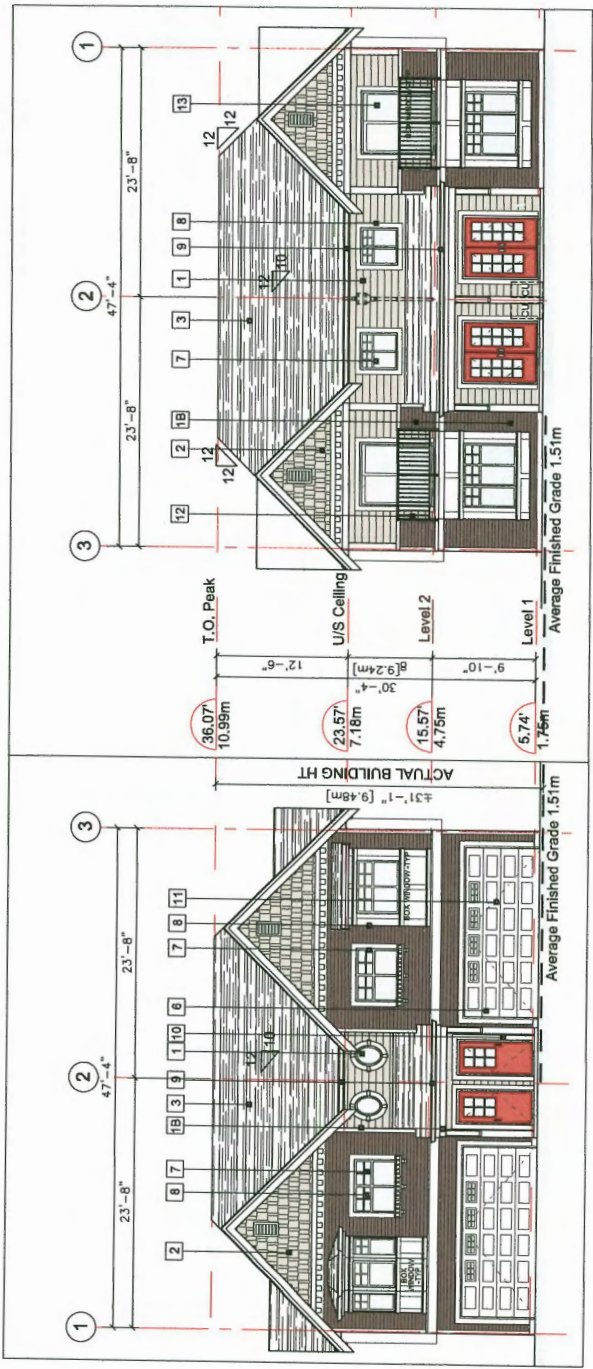 1
2
3
47'-4"
23'-8"
23'-8"
2
3
9
1
10
6
7
8
11
1B
7
8
12
10
BOX WINDOW -TYP
BOX WINDOW-TYP
ACTUAL BUILDING HT
±31'-1" [9.48m]
Average Finished Grade 1.51m
36.07'
10.99m
T.O. Peak
23.57'
7.18m
U/S Ceiling
15.57'
4.75m
Level 2
5.74'
1.75m
Level 1
12'-6"
8[9.24m]
30'-4"
9'-10"
3
2
1
47'-4"
23'-8"
23'-8"
12
2
1B
7
3
1
9
8
13
12
12
12
10
12
12
CU
CU
Average Finished Grade 1.51m